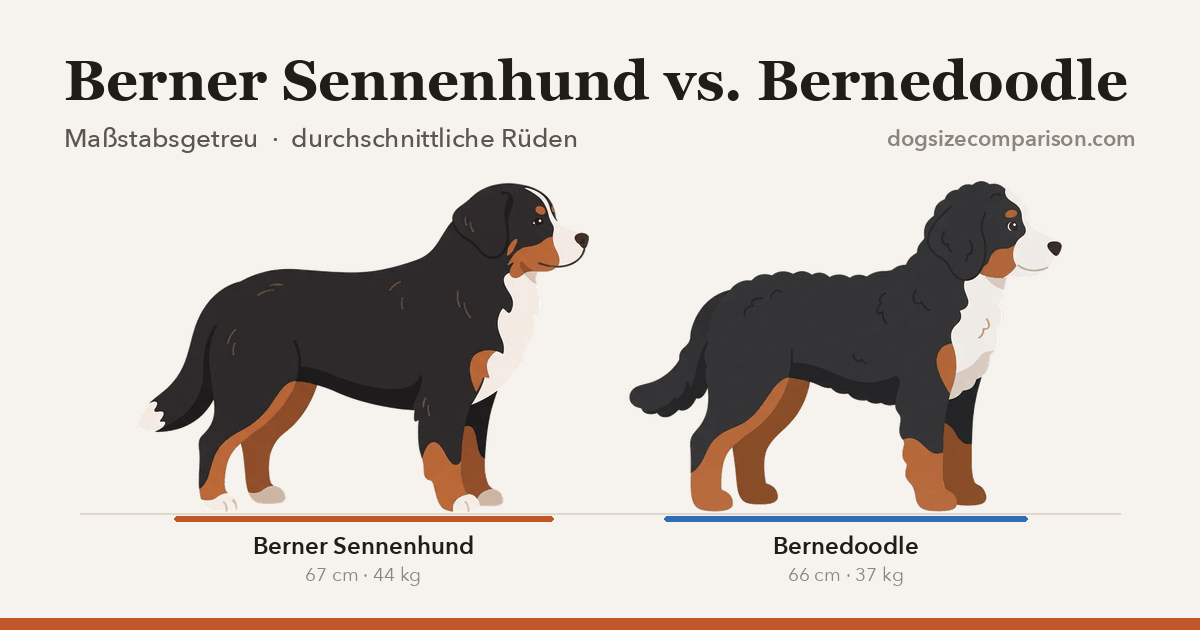 Berner Sennenhund vs. Bernedoodle
Maßstabsgetreu · durchschnittliche Rüden
dogsizecomparison.com
Berner Sennenhund
67 cm · 44 kg
Bernedoodle
66 cm · 37 kg